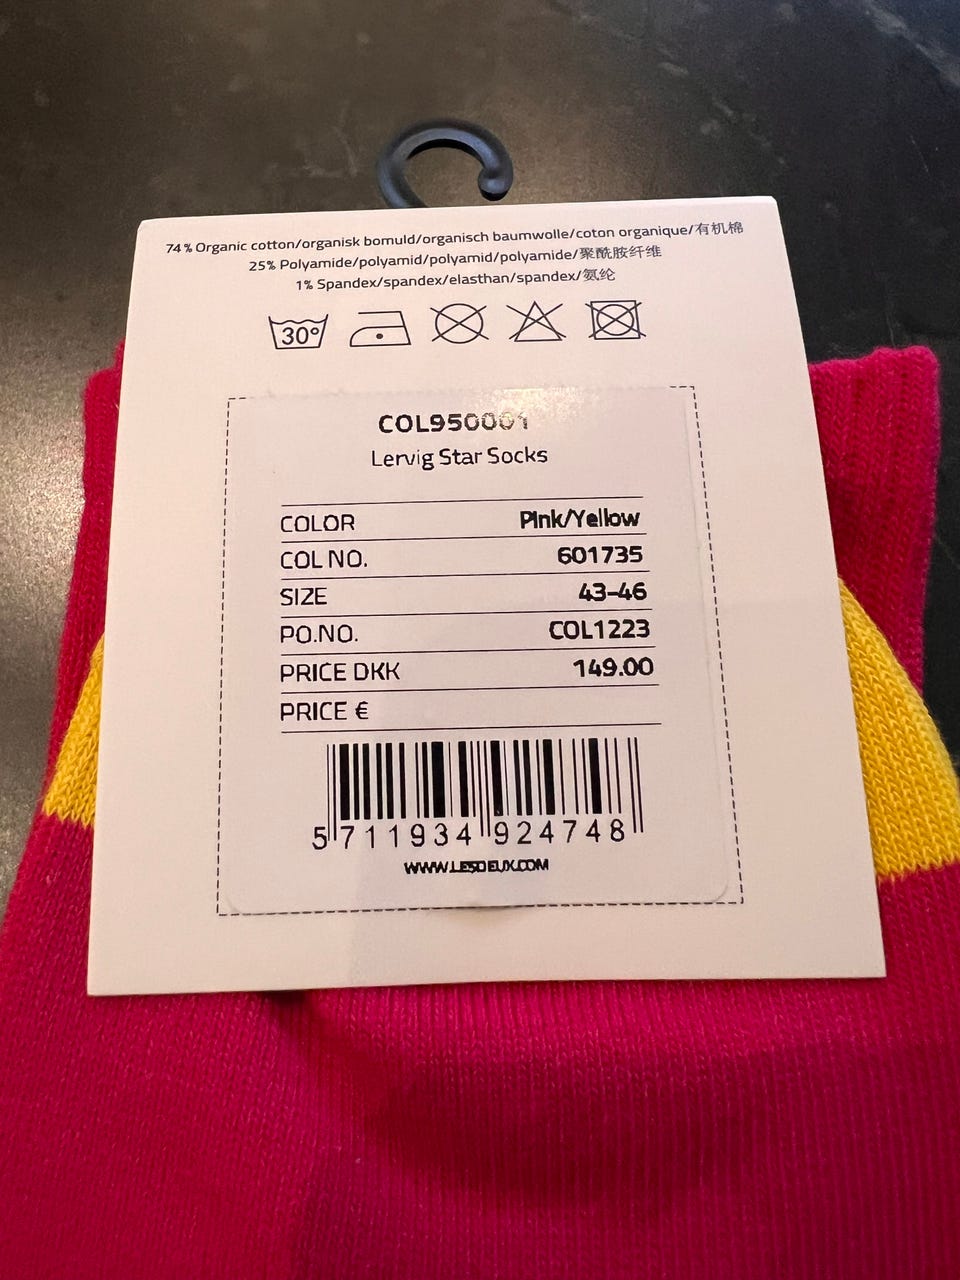 74% Organic cotton/organisk bomuld/organisch baumwolle/coton organique/有机棉
25% Polyamide/polyamid/polyamid/polyamide/聚酰胺纤维
1% Spandex/spandex/elasthan/spandex/氨纶
30°
COL950001
Lervig Star Socks
COLOR Pink/Yellow
COL NO. 601735
SIZE 43-46
PO.NO. COL1223
PRICE DKK 149.00
PRICE €
5 711934 924748
WWW.LESDEUX.COM